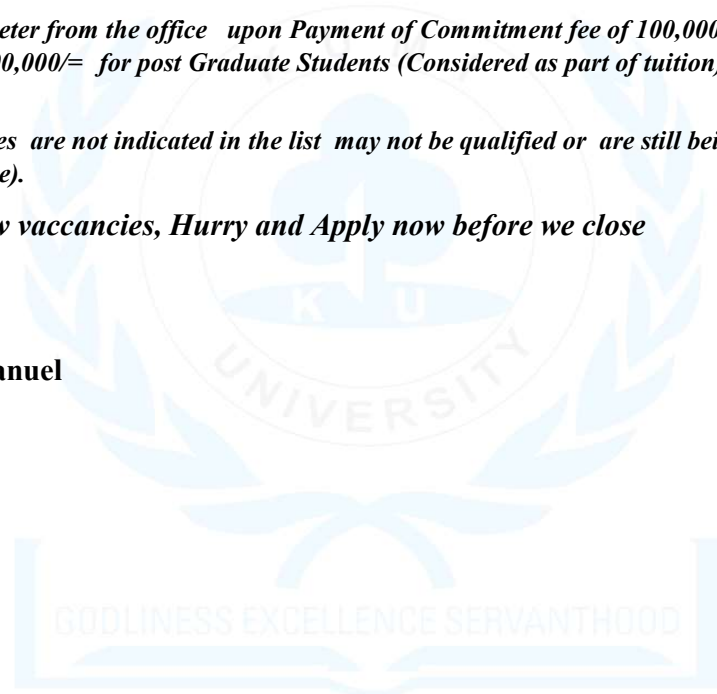 eter from the office upon Payment of Commitment fee of 100,000
00,000/= for post Graduate Students (Considered as part of tuition)
es are not indicated in the list may not be qualified or are still bei
e).
w vaccancies, Hurry and Apply now before we close
K U
anuel
UNIVERSITY
GODLINESS EXCELLENCE SERVANTHOOD